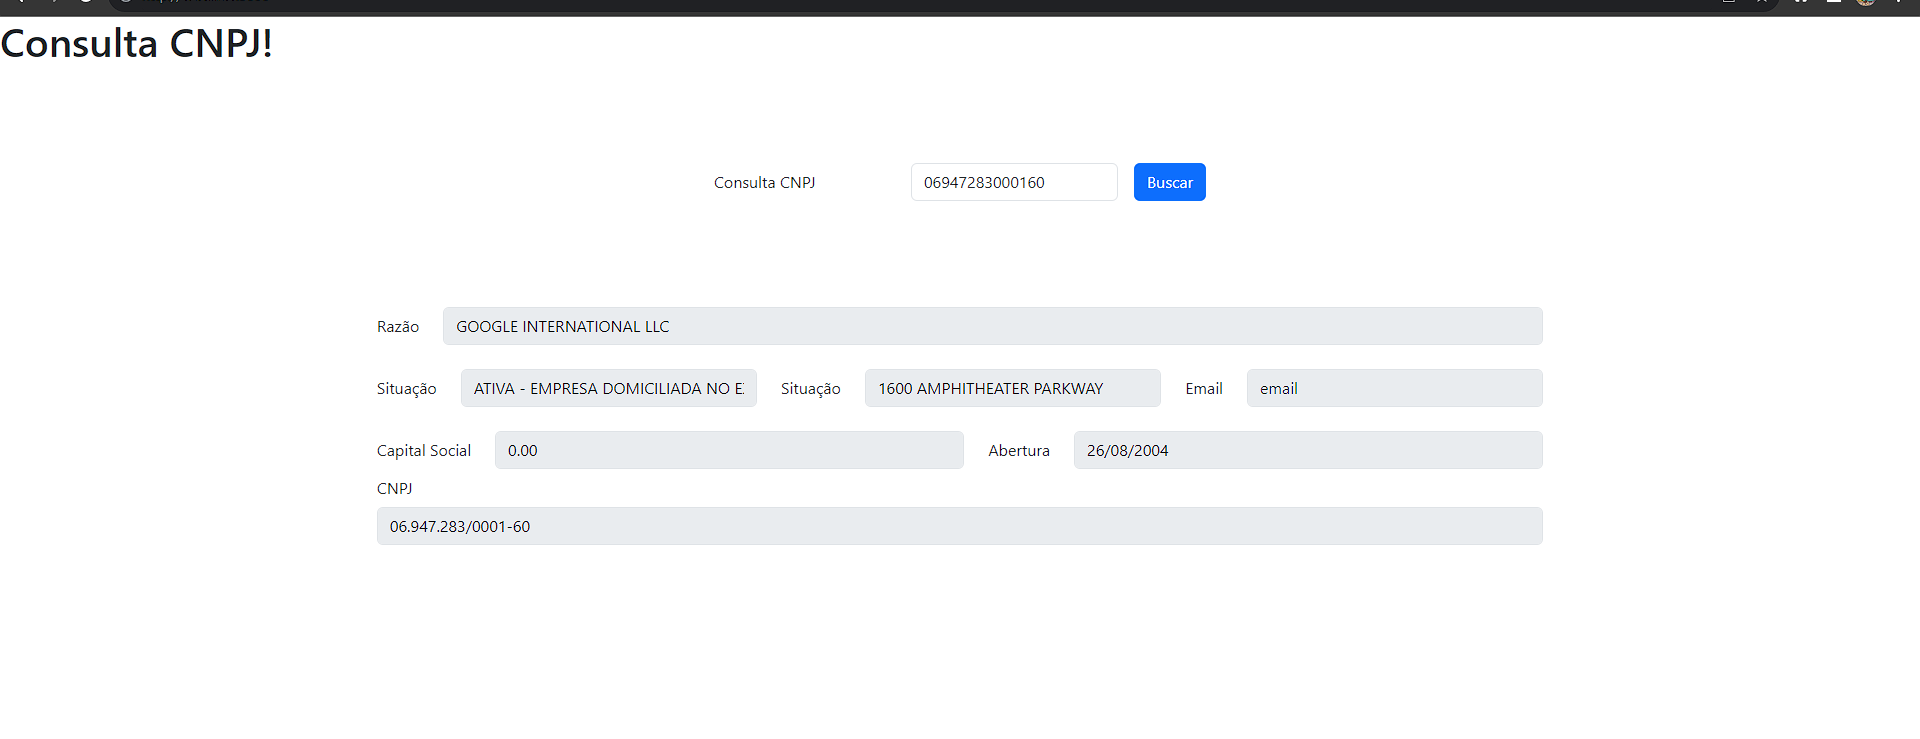 Consulta CNPJ!
Consulta CNPJ 06947283000160 Buscar
Razão GOOGLE INTERNATIONAL LLC
Situação ATIVA - EMPRESA DOMICILIADA NO E Situação 1600 AMPHITHEATER PARKWAY Email email
Capital Social 0.00 Abertura 26/08/2004
CNPJ
06.947.283/0001-60